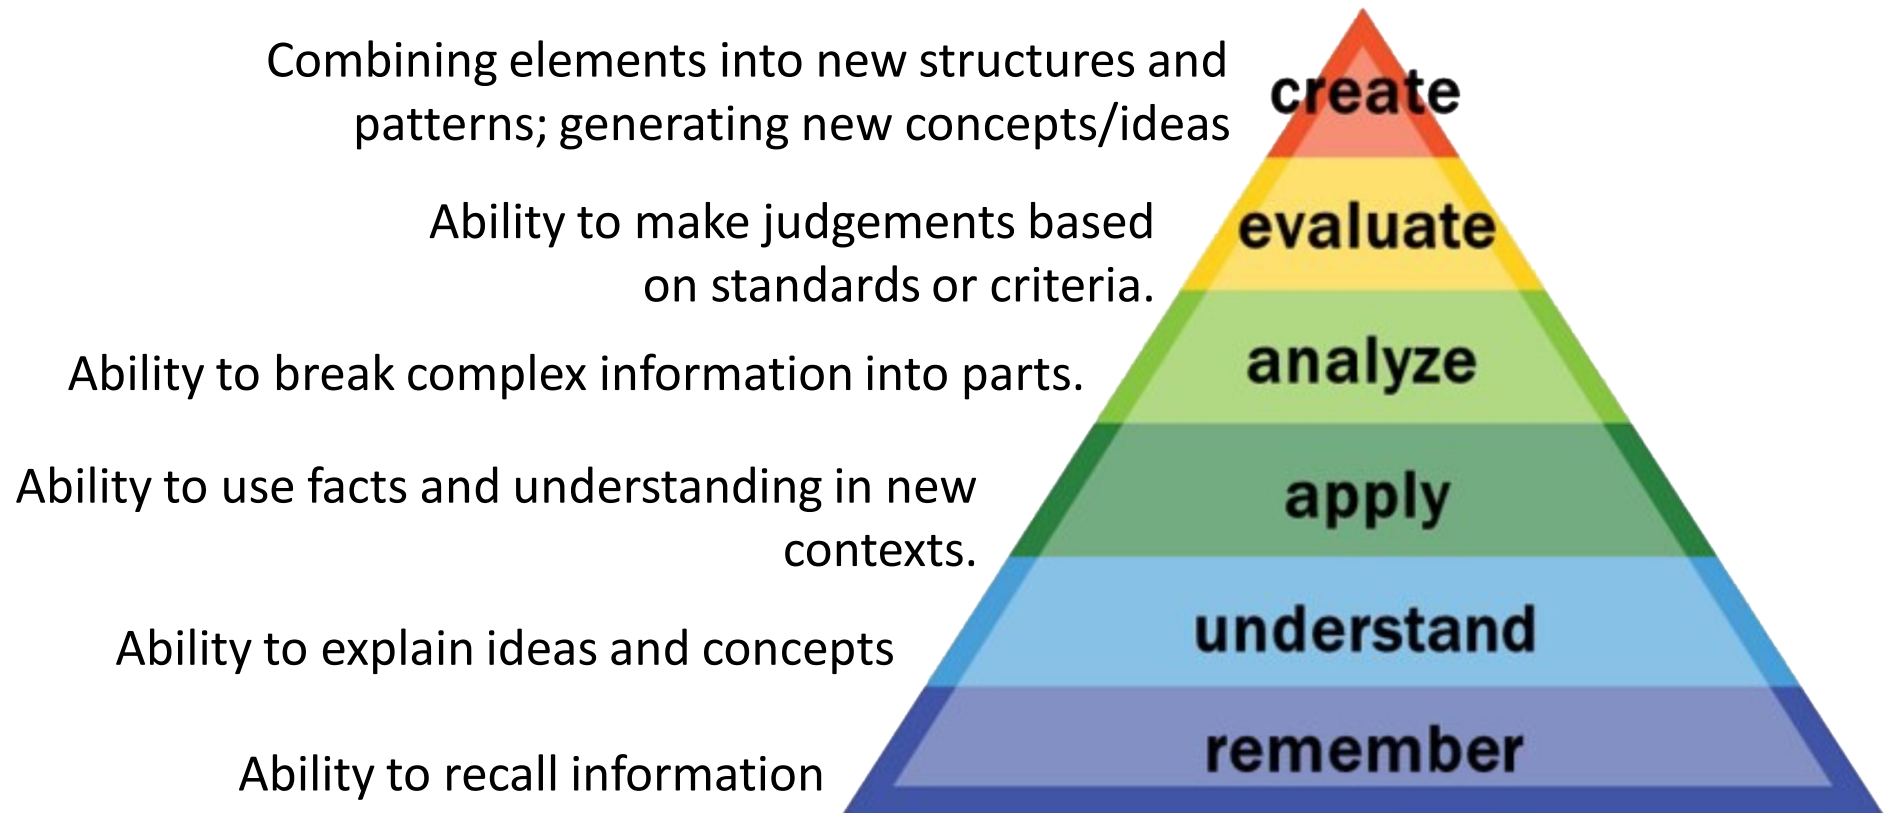 Combining elements into new structures and
patterns; generating new concepts/ideas
create
Ability to make judgements based
on standards or criteria.
evaluate
Ability to break complex information into parts.
analyze
Ability to use facts and understanding in new
contexts.
apply
Ability to explain ideas and concepts
understand
Ability to recall information
remember